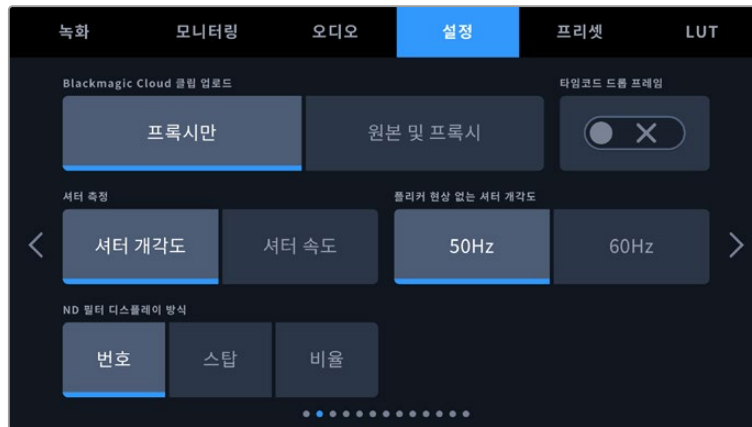 녹화 모니터링 오디오 설정 프리셋 LUT
Blackmagic Cloud 클립 업로드 타임코드 드롭 프레임
프록시만 원본 및 프록시
셔터 측정 플리커 현상 없는 셔터 개각도
셔터 개각도 셔터 속도 50Hz 60Hz
ND 필터 디스플레이 방식
번호 스탑 비율